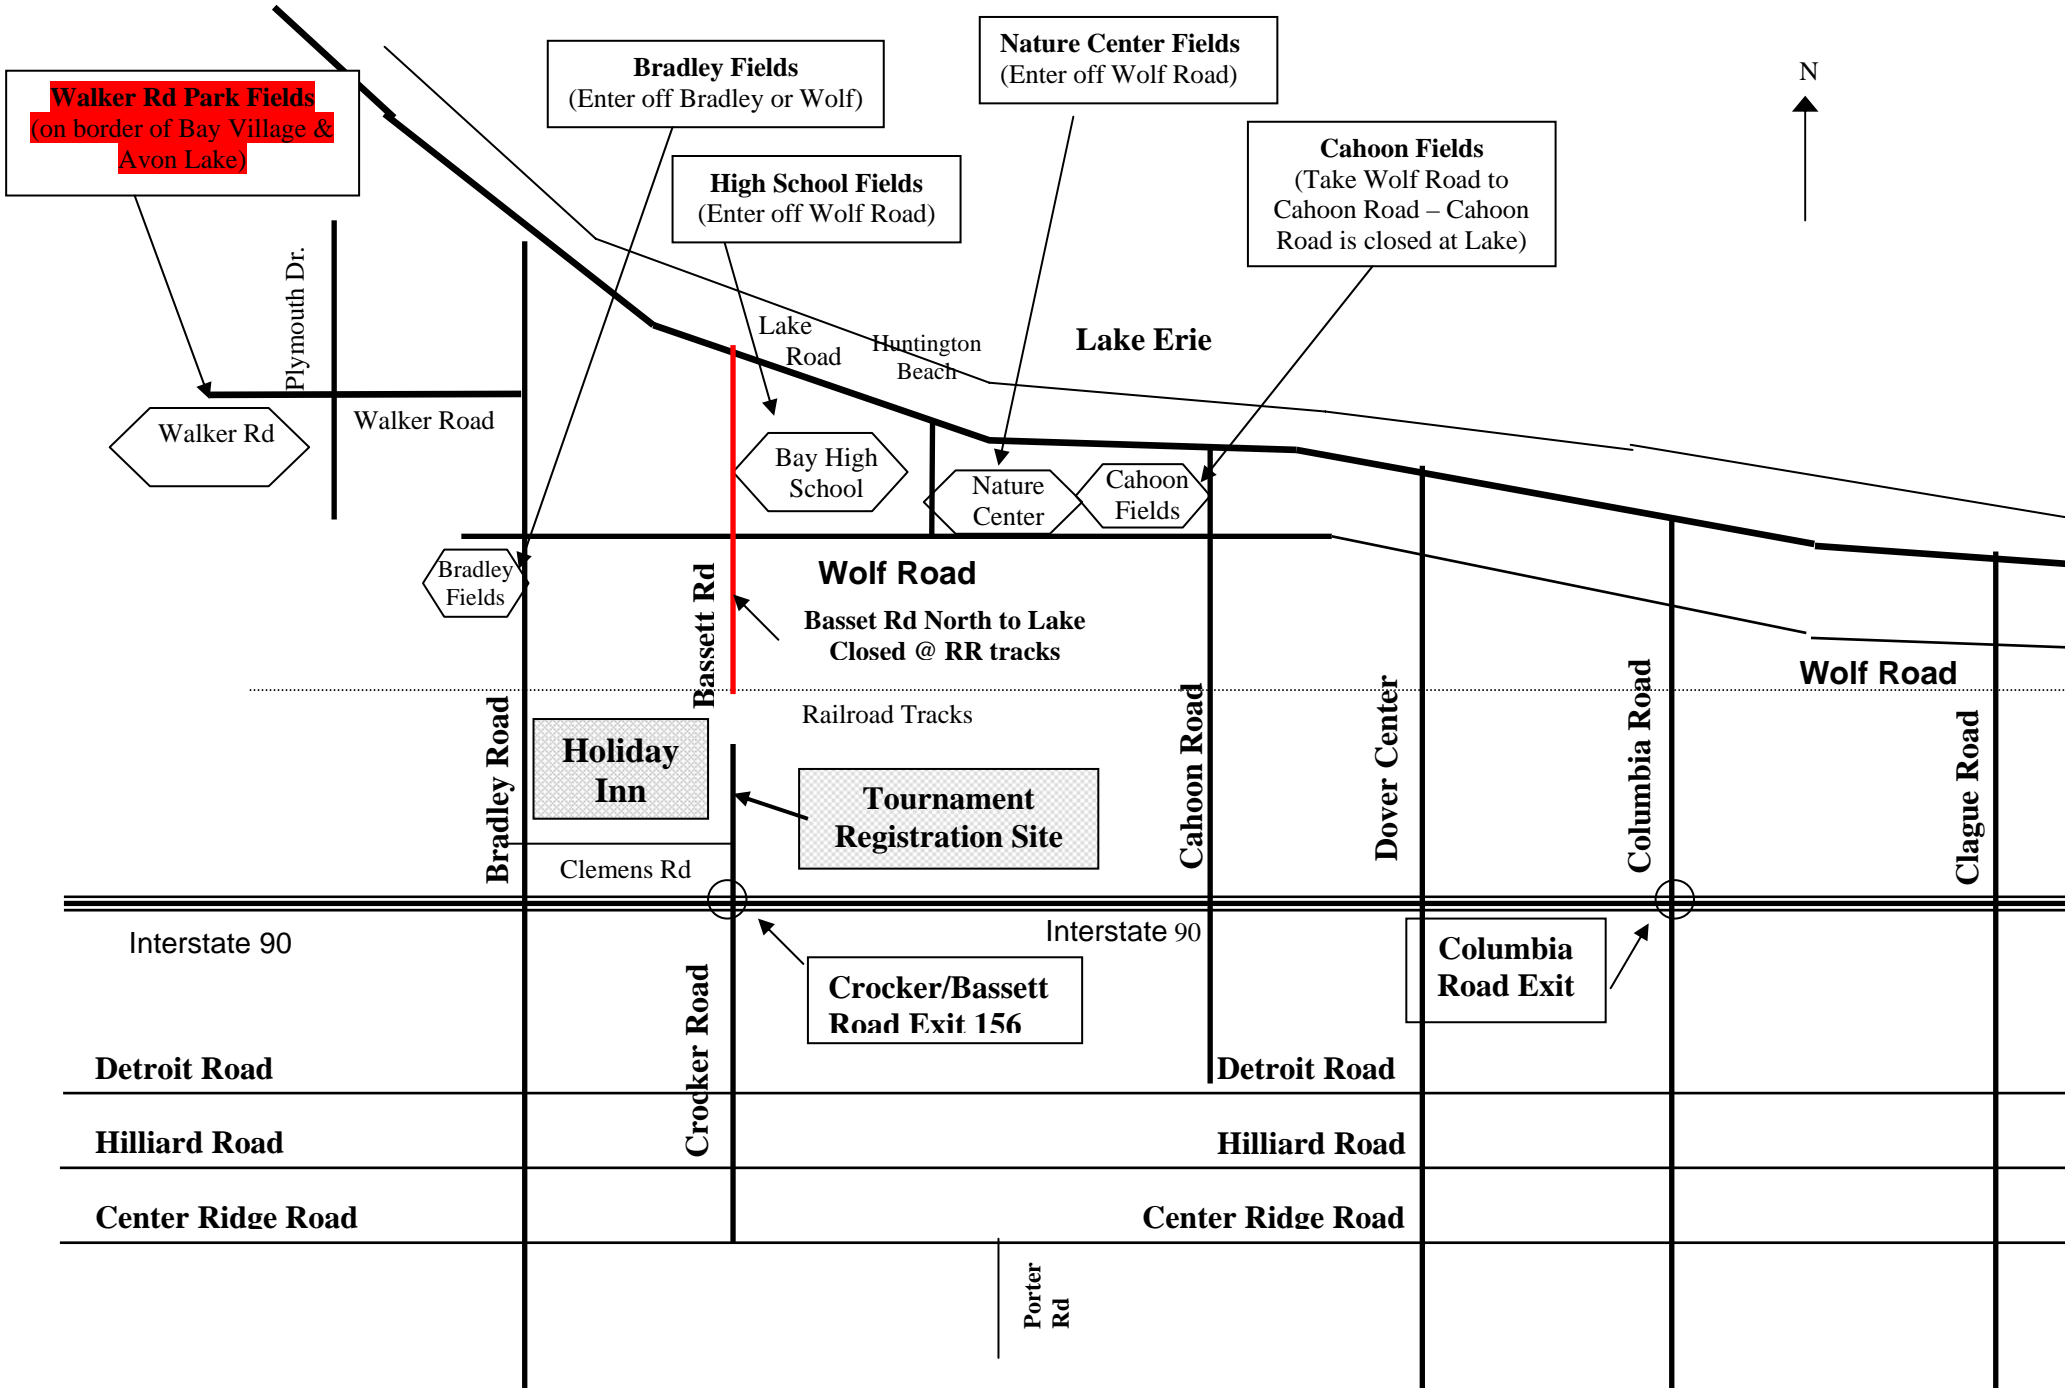 Nature Center Fields
(Enter off Wolf Road)
Bradley Fields
(Enter off Bradley or Wolf)
N
Walker Rd Park Fields
(on border of Bay Village &
Avon Lake)
Cahoon Fields
(Take Wolf Road to
Cahoon Road – Cahoon
Road is closed at Lake)
High School Fields
(Enter off Wolf Road)
Plymouth Dr.
Lake
Road
Huntington
Beach
Lake Erie
Walker Rd
Walker Road
Bay High
School
Nature
Center
Cahoon
Fields
Bradley
Fields
Wolf Road
Bassett Rd
Basset Rd North to Lake
Closed @ RR tracks
Wolf Road
Railroad Tracks
Bradley Road
Holiday
Inn
Tournament
Registration Site
Cahoon Road
Dover Center
Columbia Road
Clague Road
Clemens Rd
Interstate 90
Interstate 90
Columbia
Road Exit
Crocker/Bassett
Road Exit 156
Crocker Road
Detroit Road
Detroit Road
Hilliard Road
Hilliard Road
Center Ridge Road
Center Ridge Road
Porter
Rd